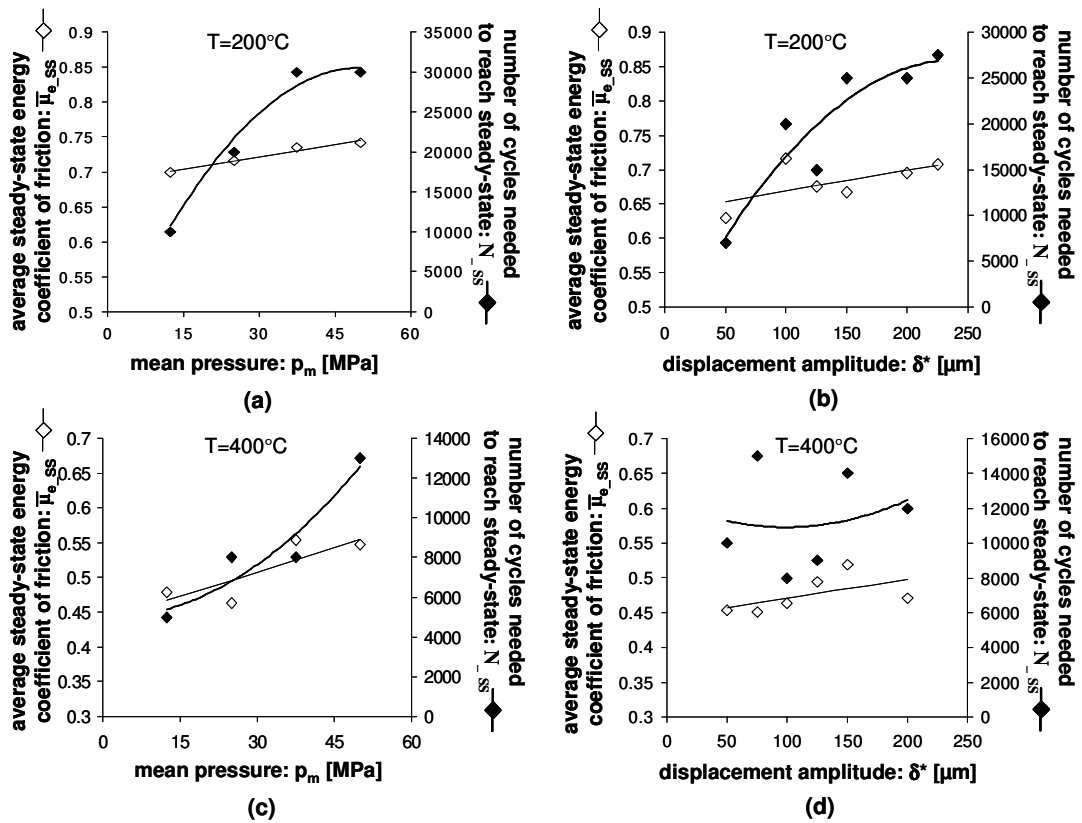 average steady-state energy
coefficient of friction: μ̅e_ss
0.9
0.85
0.8
0.75
0.7
0.65
0.6
0.55
0.5
T=200°C
35000
30000
25000
20000
15000
10000
5000
0
number of cycles needed
to reach steady-state: N_ss
0 15 30 45 60
mean pressure: pm [MPa]
(a)
average steady-state energy
coefficient of friction: μ̅e_ss
0.9
0.85
0.8
0.75
0.7
0.65
0.6
0.55
0.5
T=200°C
30000
25000
20000
15000
10000
5000
0
number of cycles needed
to reach steady-state: N_ss
0 50 100 150 200 250
displacement amplitude: δ* [μm]
(b)
average steady-state energy
coefficient of friction: μ̅e_ss
0.7
0.65
0.6
0.55
0.5
0.45
0.4
0.35
0.3
T=400°C
14000
12000
10000
8000
6000
4000
2000
0
number of cycles needed
to reach steady-state: N_ss
0 15 30 45 60
mean pressure: pm [MPa]
(c)
average steady-state energy
coefficient of friction: μ̅e_ss
0.7
0.65
0.6
0.55
0.5
0.45
0.4
0.35
0.3
T=400°C
16000
14000
12000
10000
8000
6000
4000
2000
0
number of cycles needed
to reach steady-state: N_ss
0 50 100 150 200 250
displacement amplitude: δ* [μm]
(d)